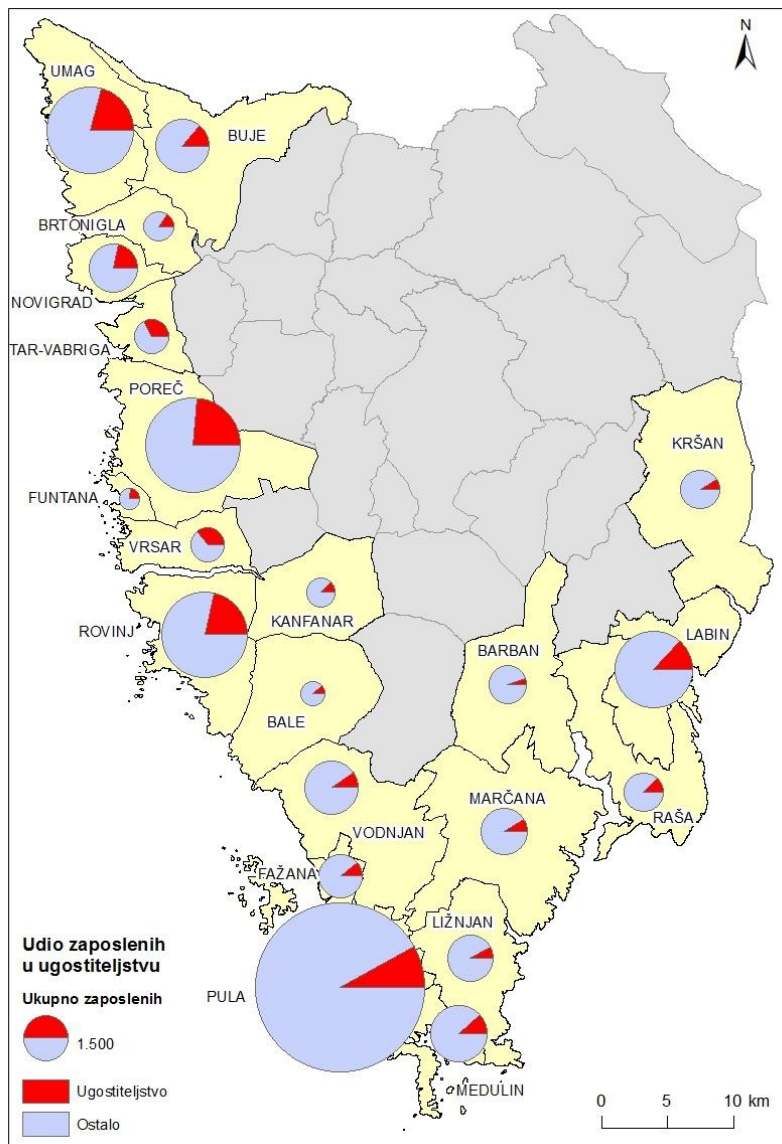 N
UMAG
BUJE
BRTONIGLA
NOVIGRAD
TAR-VABRIGA
POREČ
KRŠAN
FUNTANA
VRSAR
ROVINJ
KANFANAR
LABIN
BARBAN
BALE
MARČANA
RAŠA
VODNJAN
FAŽANA
LIŽNJAN
PULA
MEDULIN
Udio zaposlenih
u ugostiteljstvu
Ukupno zaposlenih
1.500
Ugostiteljstvo
Ostalo
0 5 10 km